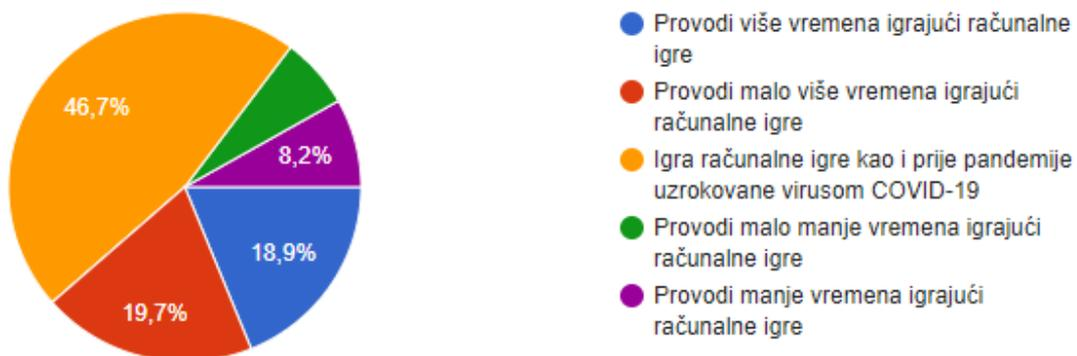 46,7%
8,2%
18,9%
19,7%
Provodi više vremena igrajući računalne
igre
Provodi malo više vremena igrajući
računalne igre
Igra računalne igre kao i prije pandemije
uzrokovane virusom COVID-19
Provodi malo manje vremena igrajući
računalne igre
Provodi manje vremena igrajući
računalne igre